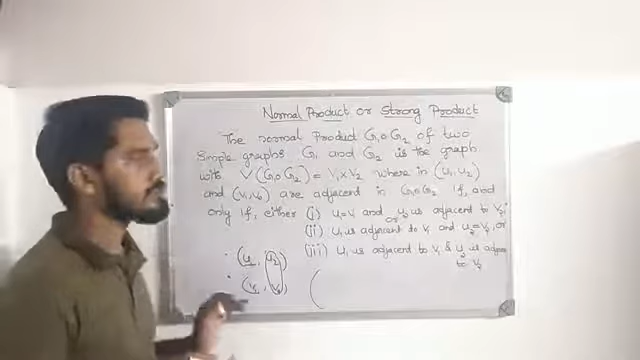 Normal Product or Strong Product
The normal Product G₁∘G₂ of two
Simple graphs G₁ and G₂ is the graph
with V(G₁∘G₂) = V₁×V₂ where in (u₁,u₂)
and (v₁,v₂) are adjacent in G₁∘G₂ If, and
only if, either (i) u₁=v₁ and u₂ is adjacent to v₂,
or
(ii) u₁ is adjacent to v₁ and u₂=v₂, or
(iii) u₁ is adjacent to v₁ & u₂ is adjacent
to v₂
(u₁, u₂)
(v₁, v₂) (